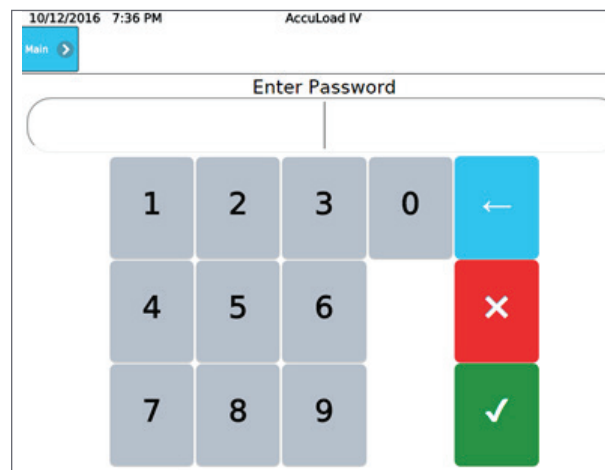 10/12/2016 7:36 PM AccuLoad IV
Main
Enter Password
1 2 3 0 ←
4 5 6 ✕
7 8 9 ✓